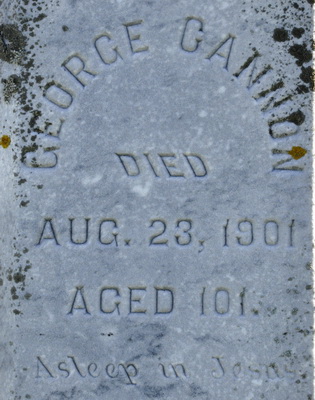 GEORGE GANNON
DIED
AUG. 23, 1901
AGED 101
Asleep in Jesus